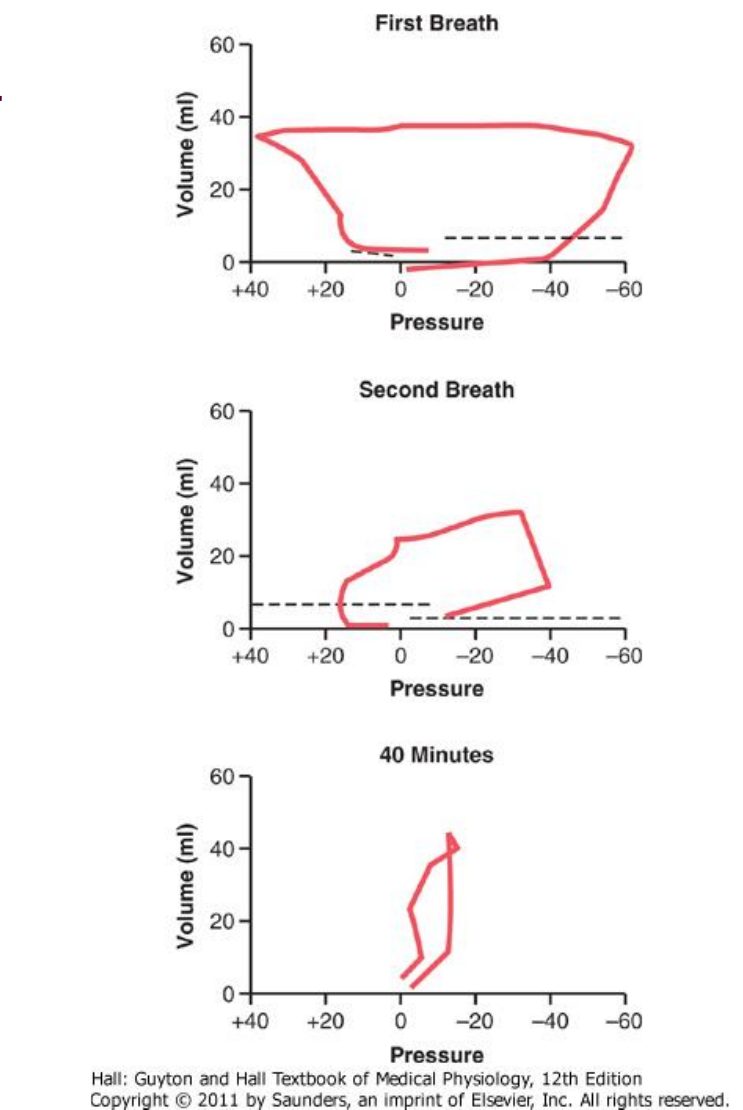 First Breath
60
40
20
0
Volume (ml)
+40 +20 0 –20 –40 –60
Pressure
Second Breath
60
40
20
0
Volume (ml)
+40 +20 0 –20 –40 –60
Pressure
40 Minutes
60
40
20
0
Volume (ml)
+40 +20 0 –20 –40 –60
Pressure
Hall: Guyton and Hall Textbook of Medical Physiology, 12th Edition
Copyright © 2011 by Saunders, an imprint of Elsevier, Inc. All rights reserved.